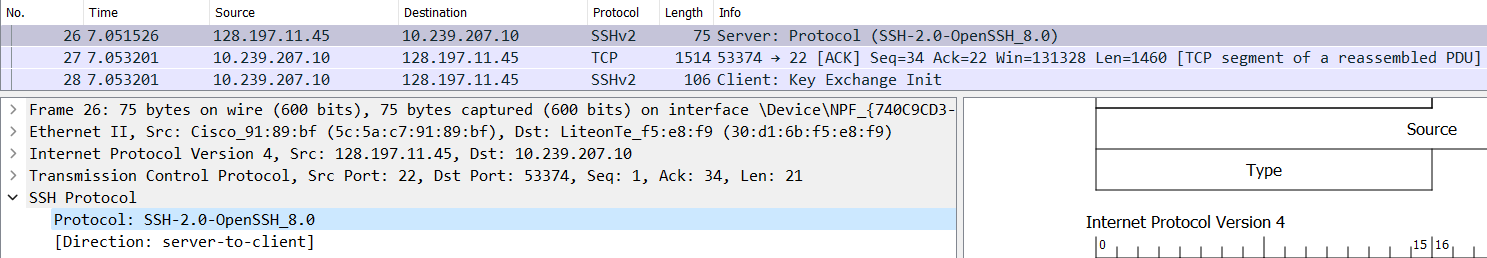 No. Time Source Destination Protocol Length Info
26 7.051526 128.197.11.45 10.239.207.10 SSHv2 75 Server: Protocol (SSH-2.0-OpenSSH_8.0)
27 7.053201 10.239.207.10 128.197.11.45 TCP 1514 53374 → 22 [ACK] Seq=34 Ack=22 Win=131328 Len=1460 [TCP segment of a reassembled PDU]
28 7.053201 10.239.207.10 128.197.11.45 SSHv2 106 Client: Key Exchange Init
Frame 26: 75 bytes on wire (600 bits), 75 bytes captured (600 bits) on interface \Device\NPF_{740C9CD3-
Ethernet II, Src: Cisco_91:89:bf (5c:5a:c7:91:89:bf), Dst: LiteonTe_f5:e8:f9 (30:d1:6b:f5:e8:f9)
Internet Protocol Version 4, Src: 128.197.11.45, Dst: 10.239.207.10
Transmission Control Protocol, Src Port: 22, Dst Port: 53374, Seq: 1, Ack: 34, Len: 21
SSH Protocol
Protocol: SSH-2.0-OpenSSH_8.0
[Direction: server-to-client]
Source
Type
Internet Protocol Version 4
0 15 16